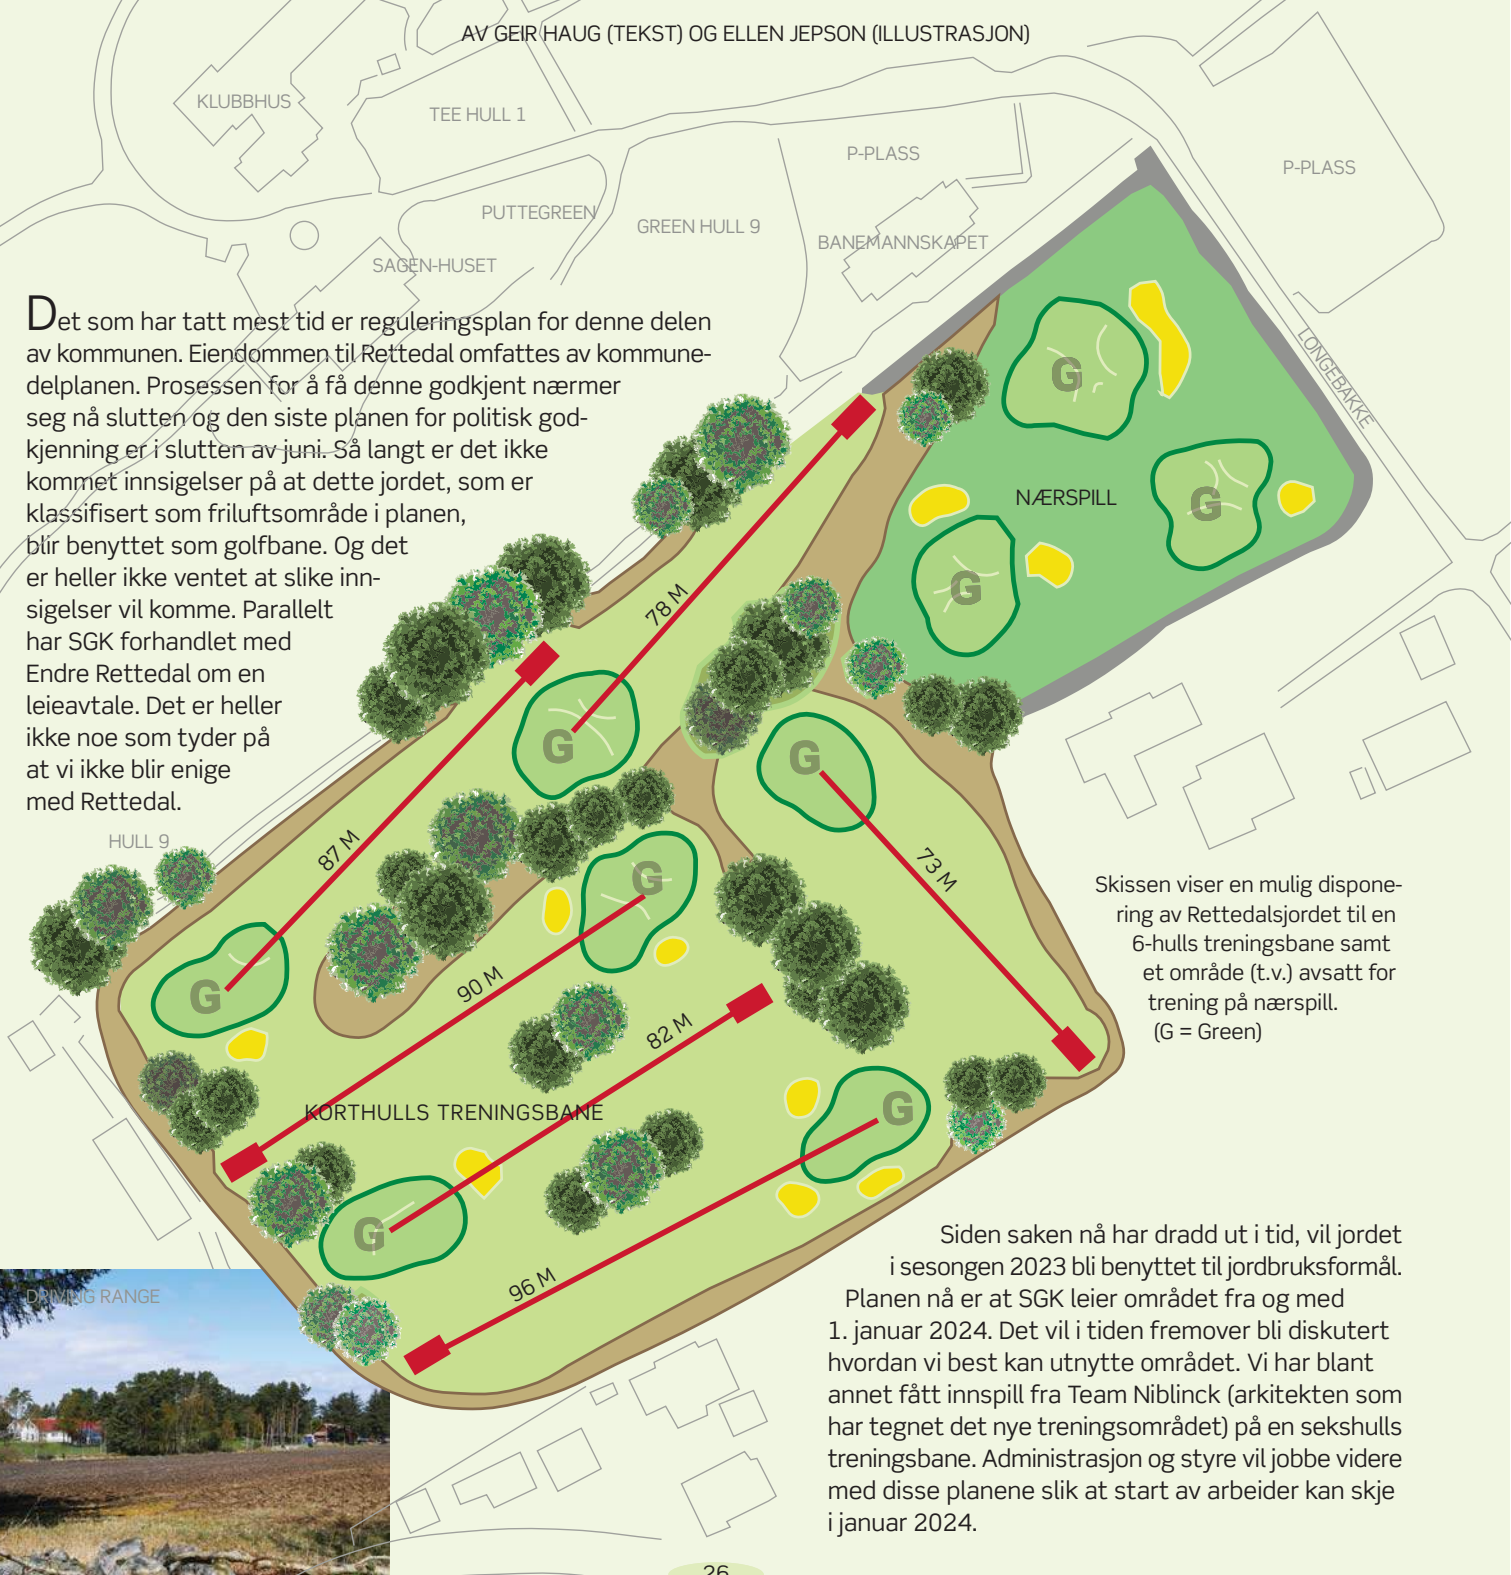 AV GEIR HAUG (TEKST) OG ELLEN JEPSON (ILLUSTRASJON)
KLUBBHUS
TEE HULL 1
P-PLASS
P-PLASS
PUTTEGREEN
GREEN HULL 9
BANEMANNSKAPET
SAGEN-HUSET
LONGEBAKKE
Det som har tatt mest tid er reguleringsplan for denne delen
av kommunen. Eiendommen til Rettedal omfattes av kommune-
delplanen. Prosessen for å få denne godkjent nærmer
seg nå slutten og den siste planen for politisk god-
kjenning er i slutten av juni. Så langt er det ikke
kommet innsigelser på at dette jordet, som er
klassifisert som friluftsområde i planen,
blir benyttet som golfbane. Og det
er heller ikke ventet at slike inn-
sigelser vil komme. Parallelt
har SGK forhandlet med
Endre Rettedal om en
leieavtale. Det er heller
ikke noe som tyder på
at vi ikke blir enige
med Rettedal.
G
NÆRSPILL
G
G
78 M
G
G
HULL 9
87 M
73 M
G
90 M
G
82 M
KORTHULLS TRENINGSBANE
G
G
96 M
Skissen viser en mulig dispone-
ring av Rettedalsjordet til en
6-hulls treningsbane samt
et område (t.v.) avsatt for
trening på nærspill.
(G = Green)
DRIVING RANGE
Siden saken nå har dradd ut i tid, vil jordet
i sesongen 2023 bli benyttet til jordbruksformål.
Planen nå er at SGK leier området fra og med
1. januar 2024. Det vil i tiden fremover bli diskutert
hvordan vi best kan utnytte området. Vi har blant
annet fått innspill fra Team Niblinck (arkitekten som
har tegnet det nye treningsområdet) på en sekshulls
treningsbane. Administrasjon og styre vil jobbe videre
med disse planene slik at start av arbeider kan skje
i januar 2024.
26